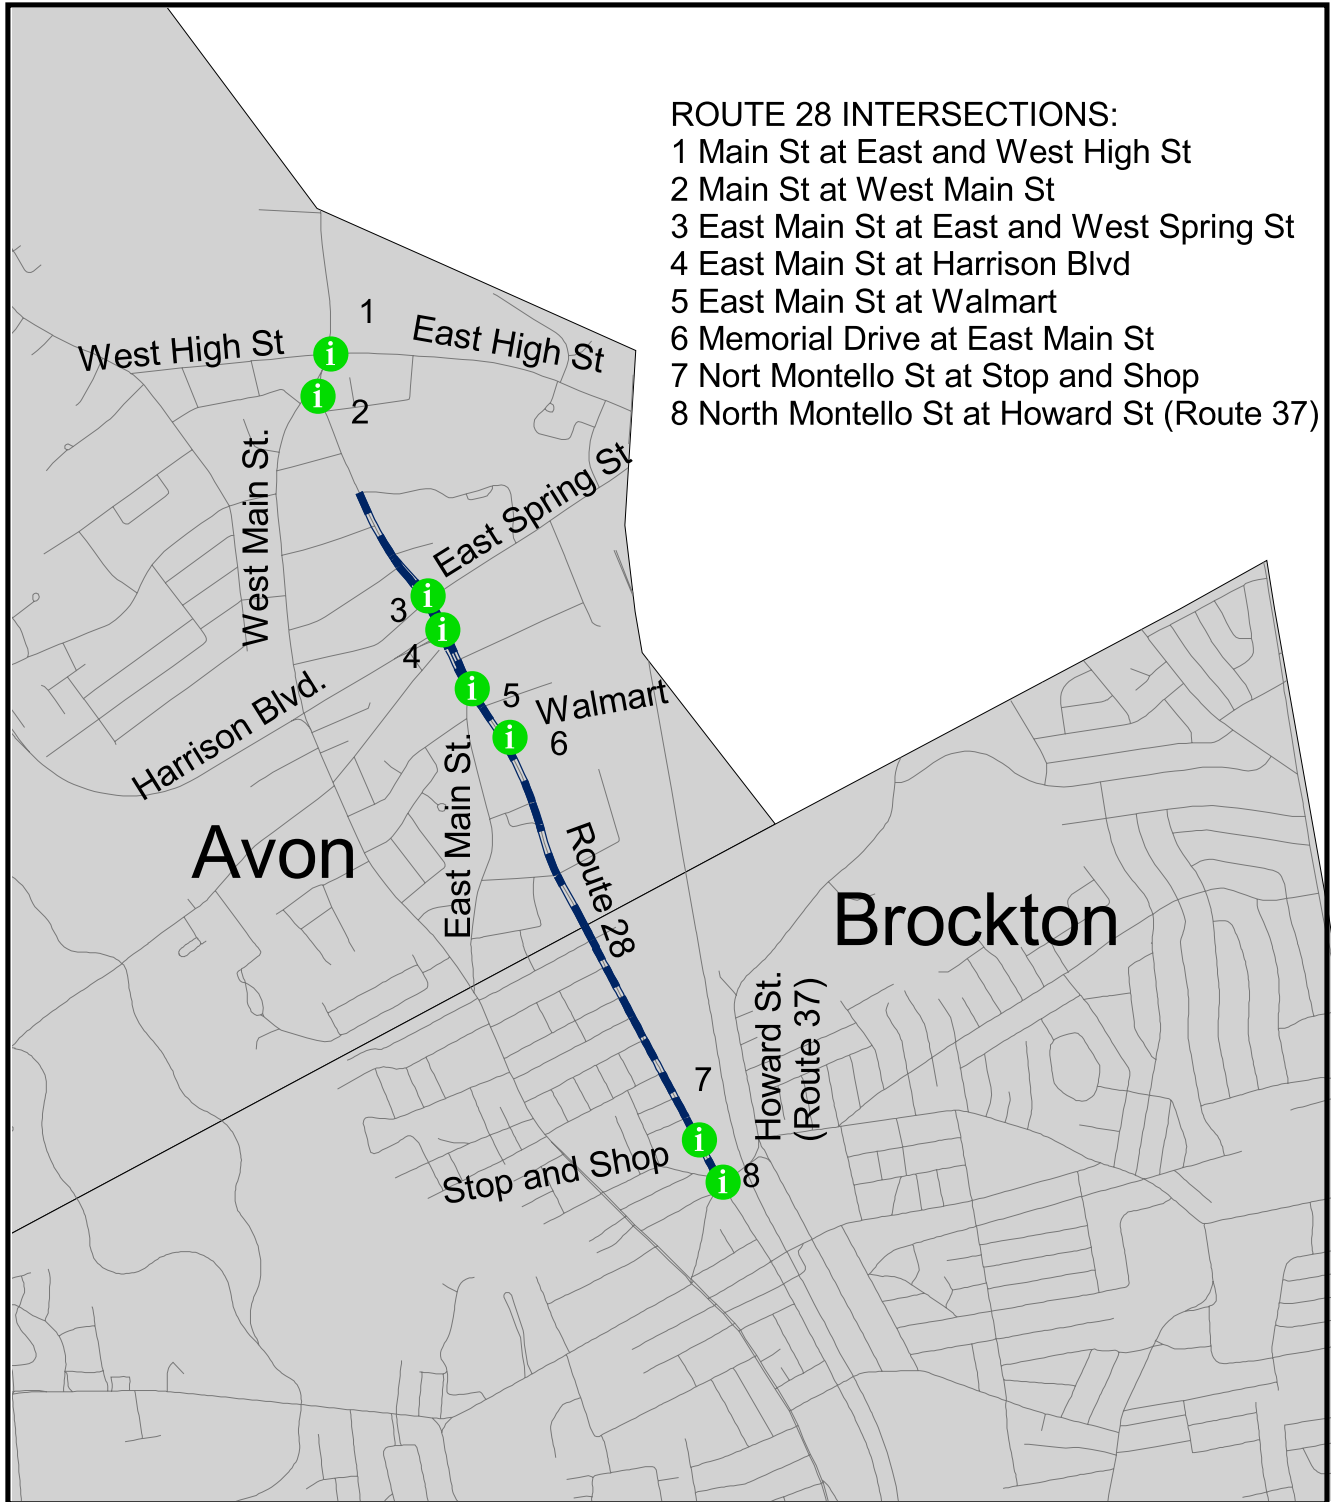 ROUTE 28 INTERSECTIONS:
1 Main St at East and West High St
2 Main St at West Main St
3 East Main St at East and West Spring St
4 East Main St at Harrison Blvd
5 East Main St at Walmart
6 Memorial Drive at East Main St
7 Nort Montello St at Stop and Shop
8 North Montello St at Howard St (Route 37)
1
West High St
East High St
i
i
2
West Main St.
East Spring St
i
3
i
4
Harrison Blvd.
i
5
Walmart
i
6
East Main St.
Avon
Route 28
Brockton
Howard St.
(Route 37)
7
i
Stop and Shop
i
8